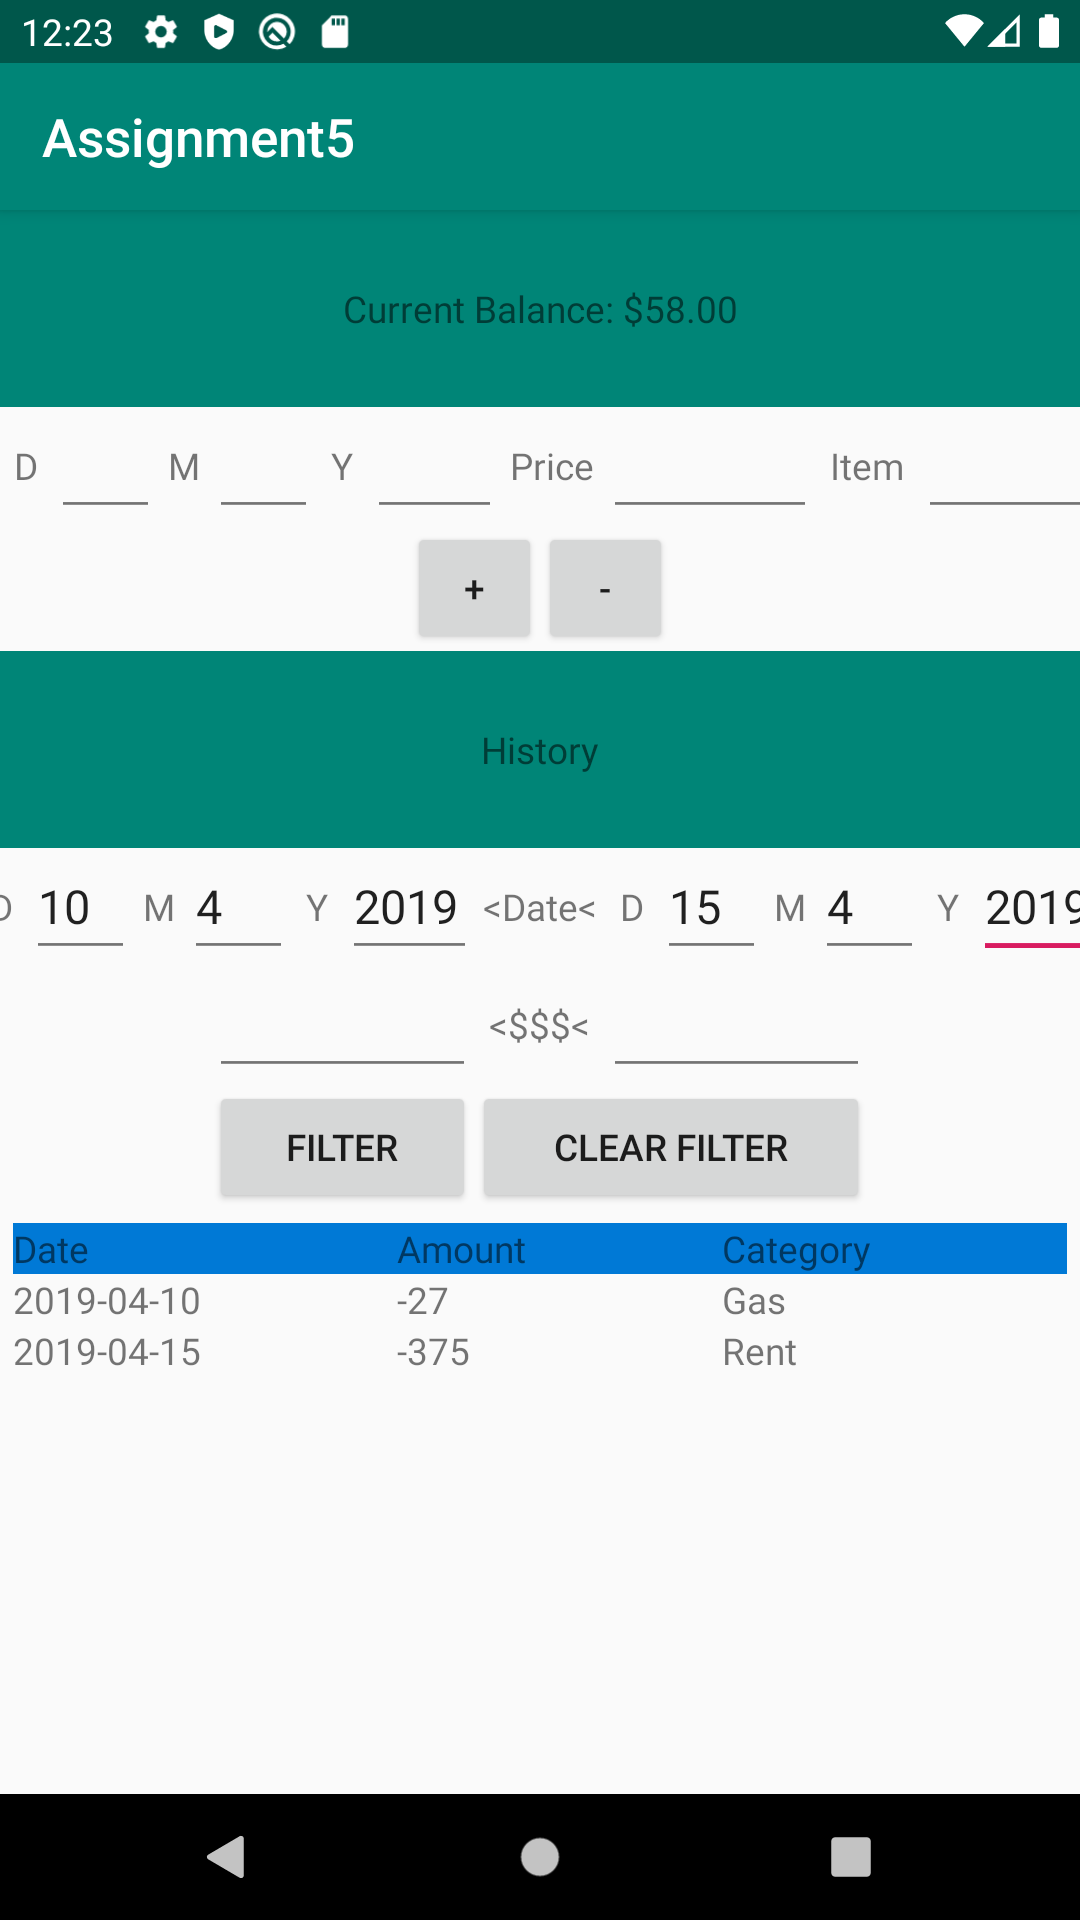 12:23
Assignment5
Current Balance: $58.00
D M Y Price Item
+ -
History
D 10 M 4 Y 2019 <Date< D 15 M 4 Y 2019
<$$$<
FILTER CLEAR FILTER
Date Amount Category
2019-04-10 -27 Gas
2019-04-15 -375 Rent